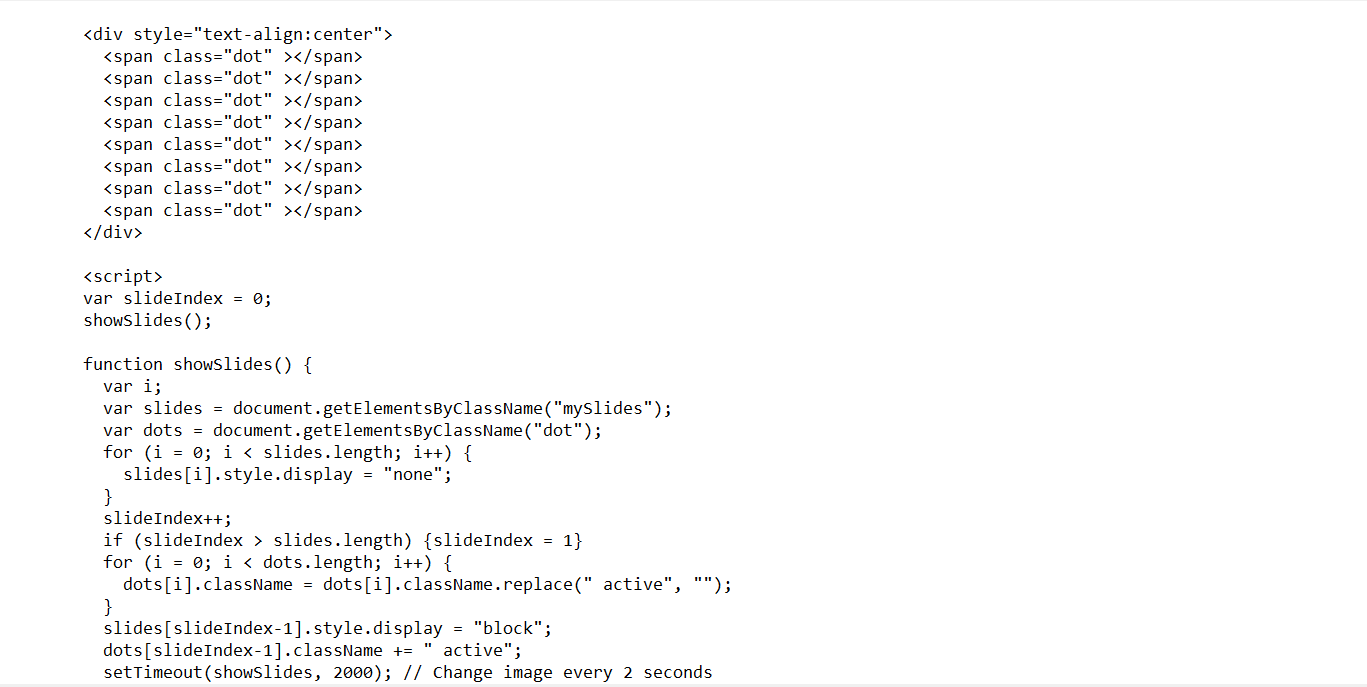 <div style="text-align:center">
  <span class="dot" ></span>
  <span class="dot" ></span>
  <span class="dot" ></span>
  <span class="dot" ></span>
  <span class="dot" ></span>
  <span class="dot" ></span>
  <span class="dot" ></span>
  <span class="dot" ></span>
</div>

<script>
var slideIndex = 0;
showSlides();

function showSlides() {
  var i;
  var slides = document.getElementsByClassName("mySlides");
  var dots = document.getElementsByClassName("dot");
  for (i = 0; i < slides.length; i++) {
    slides[i].style.display = "none";
  }
  slideIndex++;
  if (slideIndex > slides.length) {slideIndex = 1}
  for (i = 0; i < dots.length; i++) {
    dots[i].className = dots[i].className.replace(" active", "");
  }
  slides[slideIndex-1].style.display = "block";
  dots[slideIndex-1].className += " active";
  setTimeout(showSlides, 2000); // Change image every 2 seconds